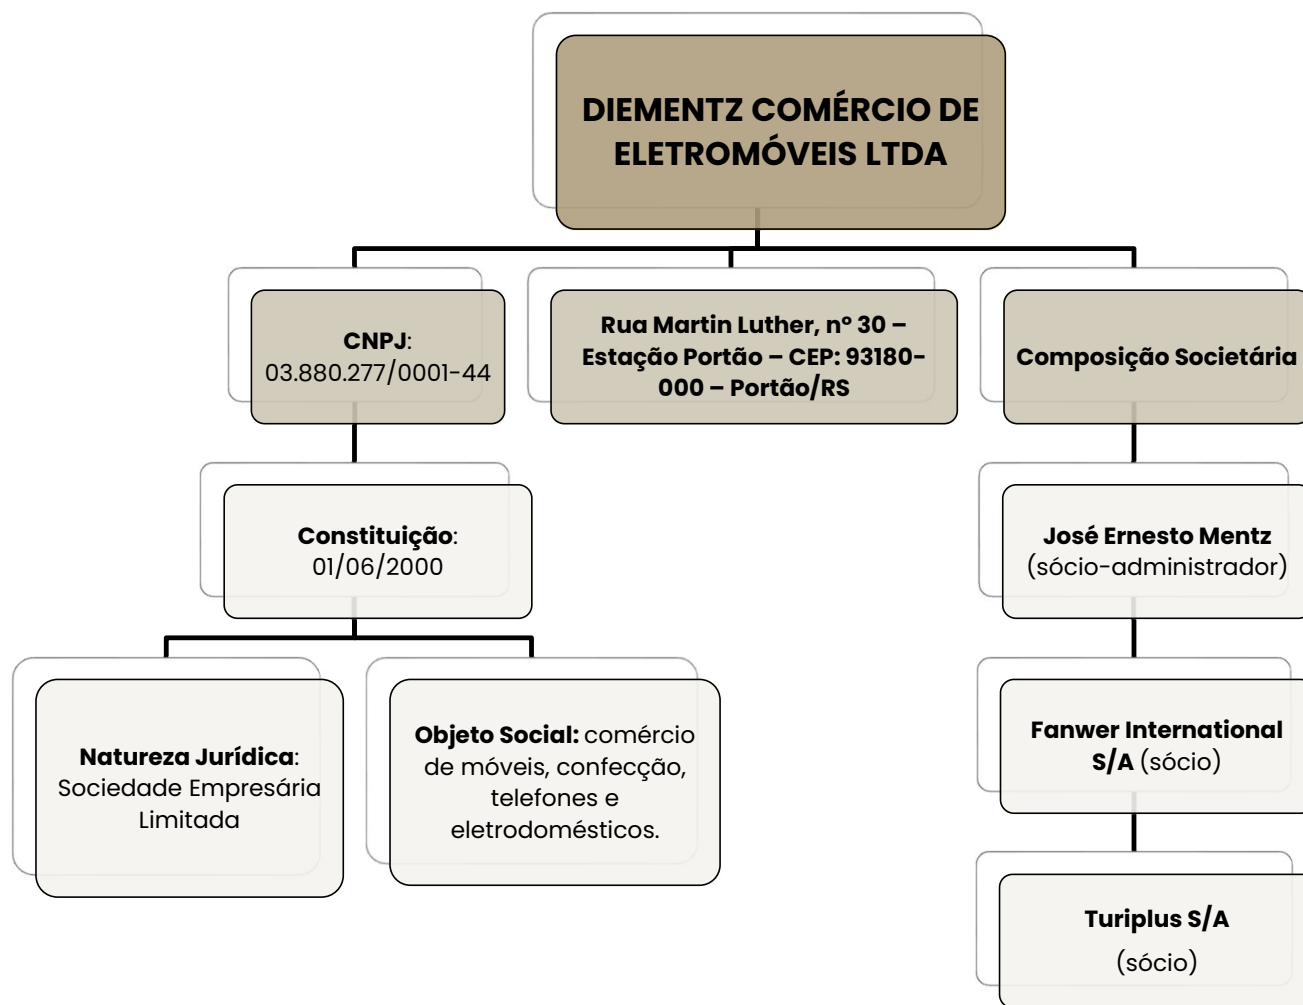 DIEMENTZ COMÉRCIO DE
ELETROMÓVEIS LTDA
CNPJ:
03.880.277/0001-44
Rua Martin Luther, nº 30 –
Estação Portão – CEP: 93180-
000 – Portão/RS
Composição Societária
Constituição:
01/06/2000
José Ernesto Mentz
(sócio-administrador)
Natureza Jurídica:
Sociedade Empresária
Limitada
Objeto Social: comércio
de móveis, confecção,
telefones e
eletrodomésticos.
Fanwer International
S/A (sócio)
Turiplus S/A
(sócio)